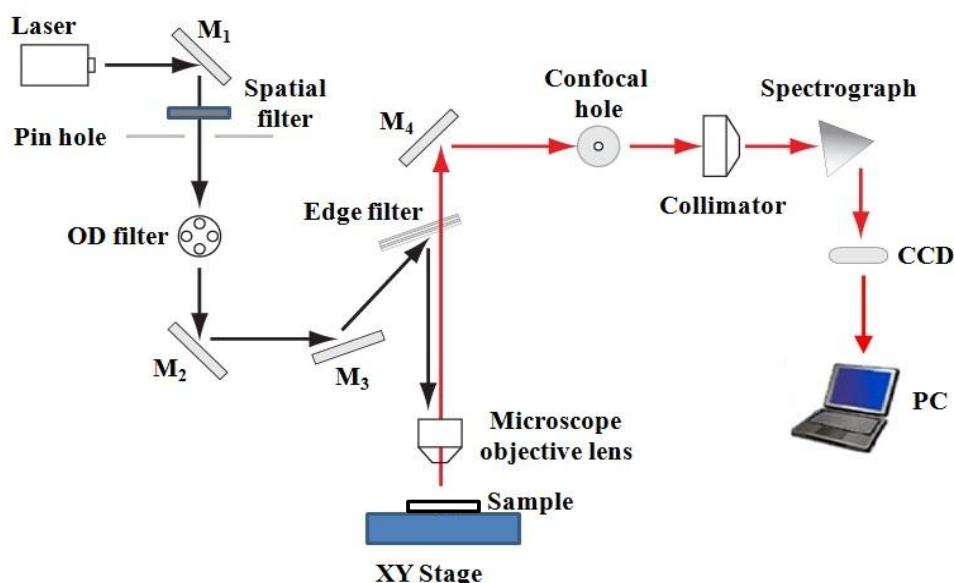 Laser
M1
Spatial
filter
Pin hole
OD filter
M2
M3
Edge filter
M4
Confocal
hole
Collimator
Spectrograph
CCD
PC
Microscope
objective lens
Sample
XY Stage